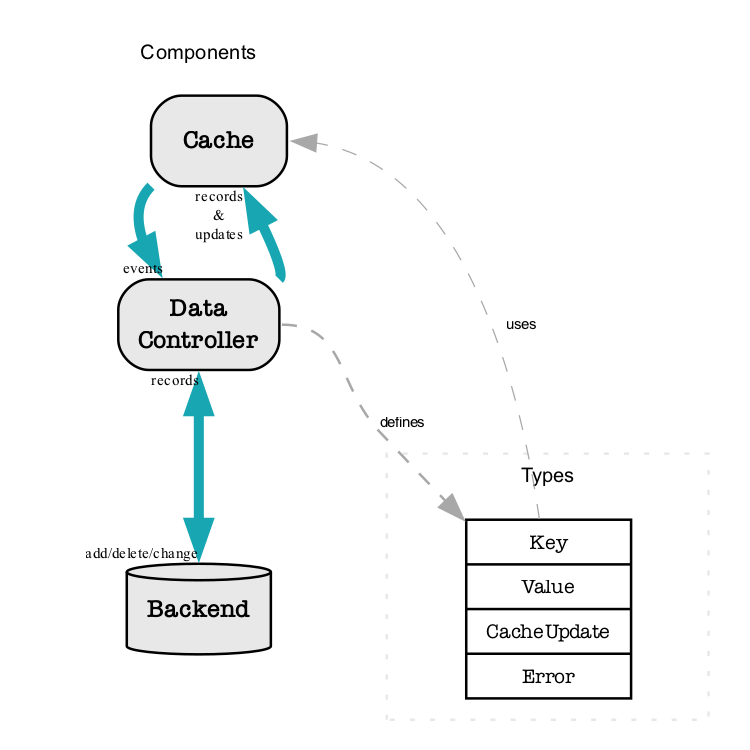 Components
Cache
records
&
updates
events
Data
Controller
records
uses
defines
Types
Key
Value
CacheUpdate
Error
add/delete/change
Backend